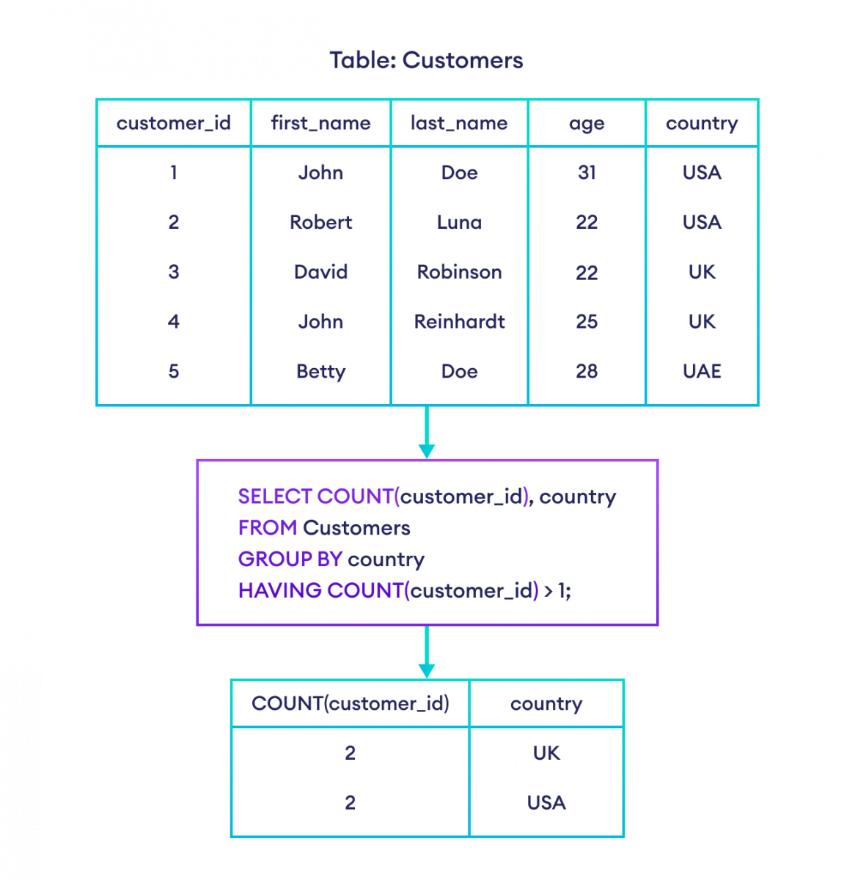 Table: Customers
customer_id first_name last_name age country
1 John Doe 31 USA
2 Robert Luna 22 USA
3 David Robinson 22 UK
4 John Reinhardt 25 UK
5 Betty Doe 28 UAE
SELECT COUNT(customer_id), country
FROM Customers
GROUP BY country
HAVING COUNT(customer_id) > 1;
COUNT(customer_id) country
2 UK
2 USA